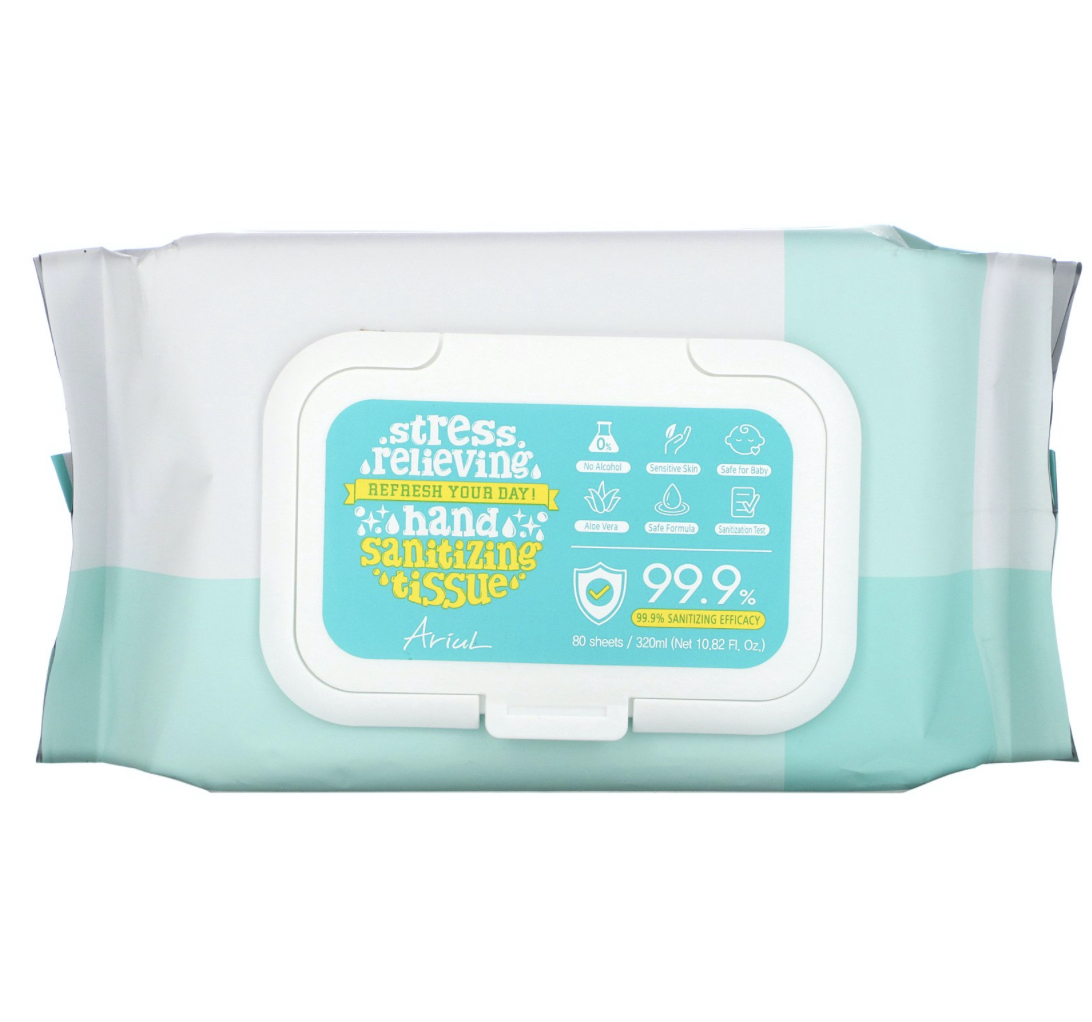 stress
relieving
REFRESH YOUR DAY!
hand
sanitizing
tissue
Ariul
0%
No Alcohol
Sensitive Skin
Safe for Baby
Aloe Vera
Safe Formula
Sanitization Test
99.9%
99.9% SANITIZING EFFICACY
80 sheets / 320ml (Net 10.82 Fl. Oz.)